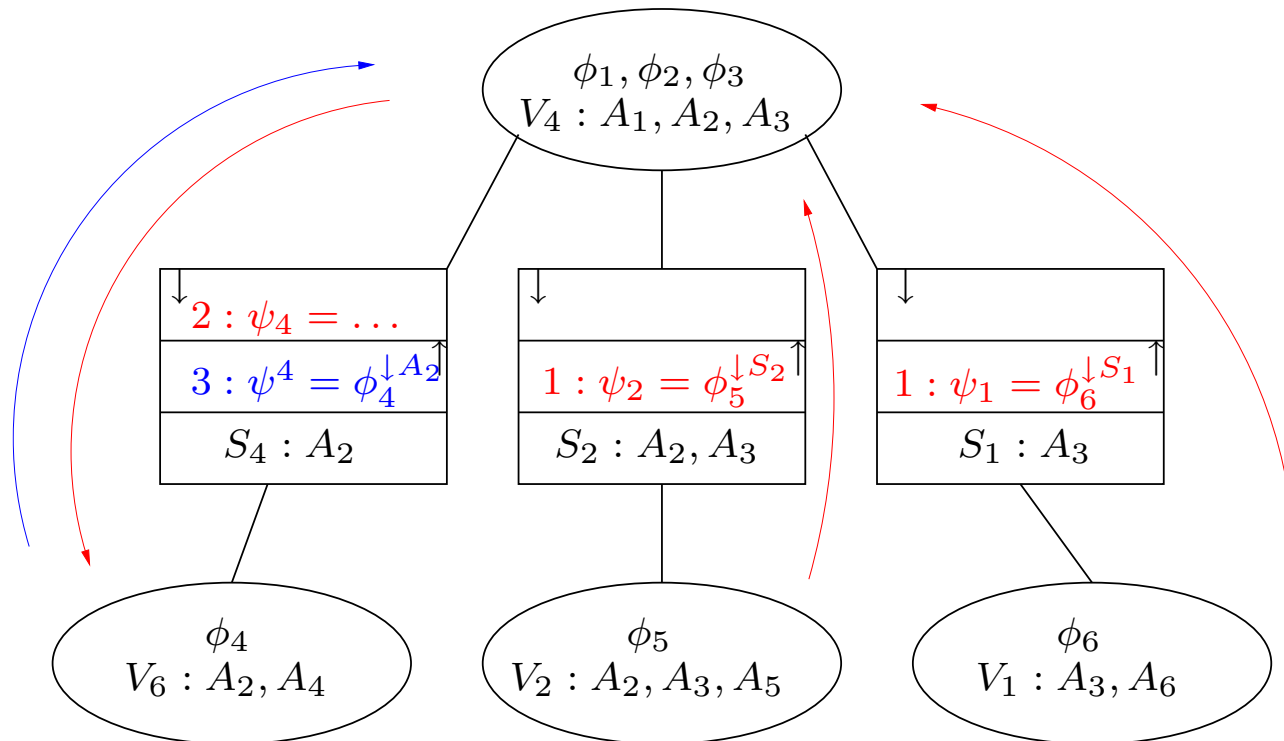 ϕ₁, ϕ₂, ϕ₃
V₄ : A₁, A₂, A₃
↓
2 : ψ₄ = …
↑
3 : ψ⁴ = ϕ₄^{↓A₂}
S₄ : A₂
↓
↑
1 : ψ₂ = ϕ₅^{↓S₂}
S₂ : A₂, A₃
↓
↑
1 : ψ₁ = ϕ₆^{↓S₁}
S₁ : A₃
ϕ₄
V₆ : A₂, A₄
ϕ₅
V₂ : A₂, A₃, A₅
ϕ₆
V₁ : A₃, A₆